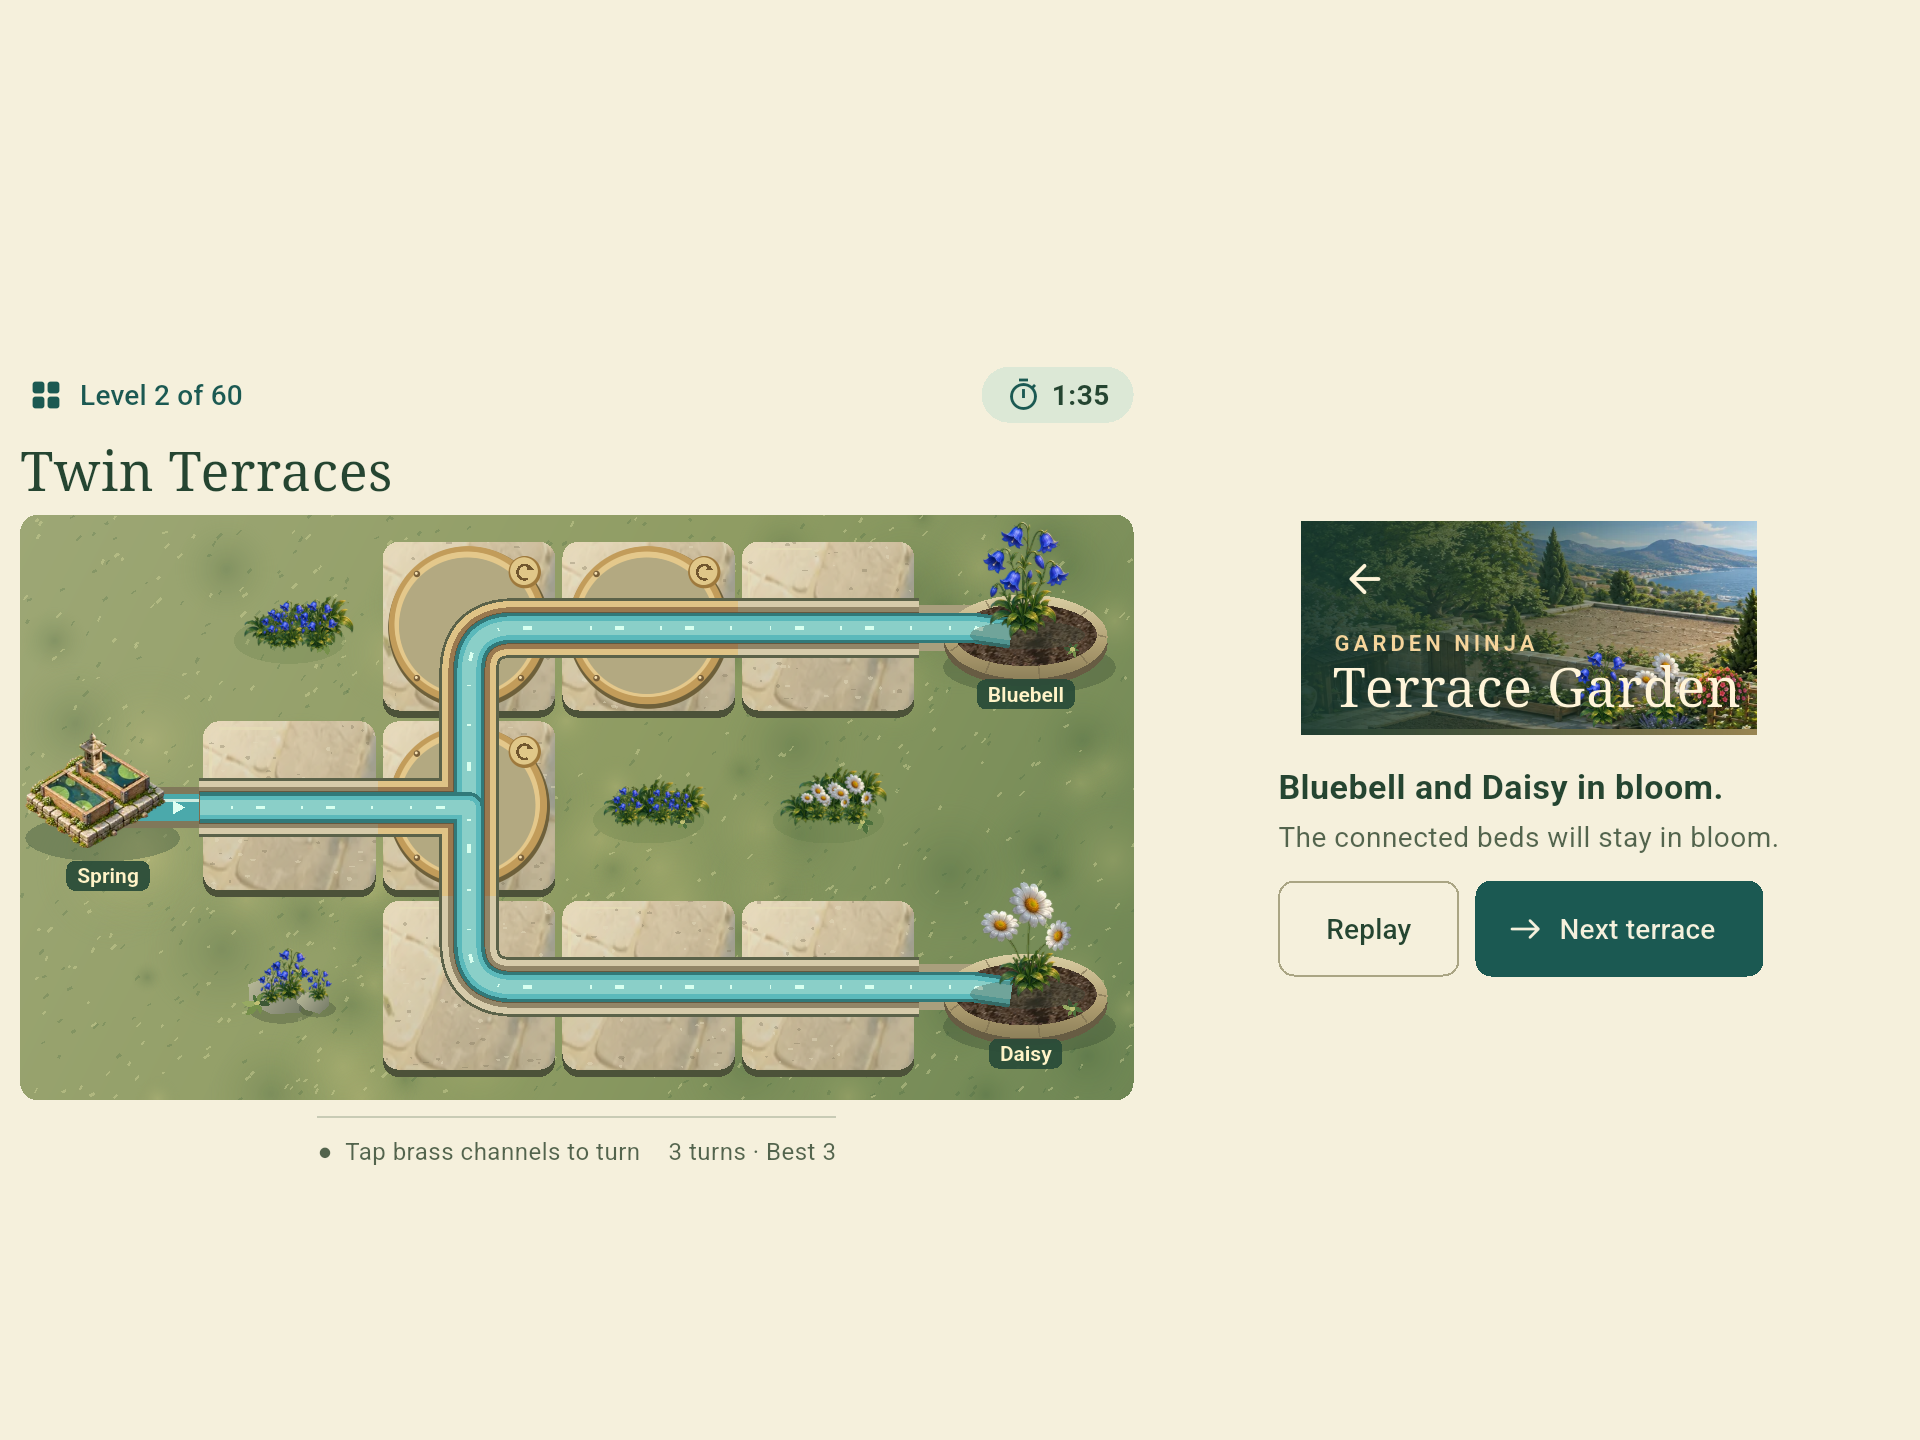 Level 2 of 60
1:35
Twin Terraces
Bluebell
Spring
Daisy
Tap brass channels to turn
3 turns · Best 3
GARDEN NINJA
Terrace Garden
Bluebell and Daisy in bloom.
The connected beds will stay in bloom.
Replay
Next terrace